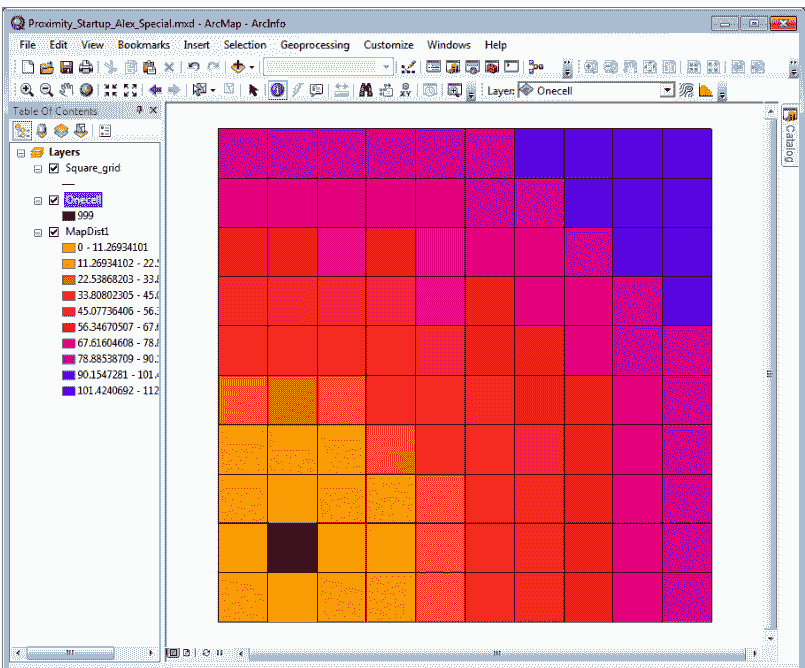 Proximity_Startup_Alex_Special.mxd - ArcMap - ArcInfo
File Edit View Bookmarks Insert Selection Geoprocessing Customize Windows Help
Layer: Onecell
Table Of Contents
Catalog
Layers
Square_grid
Onecell
999
MapDist1
0 - 11.26934101
11.26934102 - 22.5
22.53868203 - 33.8
33.80802305 - 45.0
45.07736406 - 56.3
56.34670507 - 67.6
67.61604608 - 78.8
78.88538709 - 90.1
90.1547281 - 101.4
101.4240692 - 112